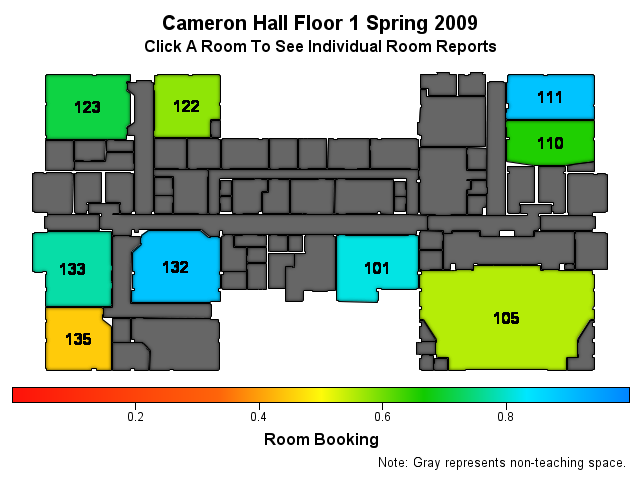 Cameron Hall Floor 1 Spring 2009
Click A Room To See Individual Room Reports
123
122
111
110
133
132
101
105
135
0.2 0.4 0.6 0.8
Room Booking
Note: Gray represents non-teaching space.